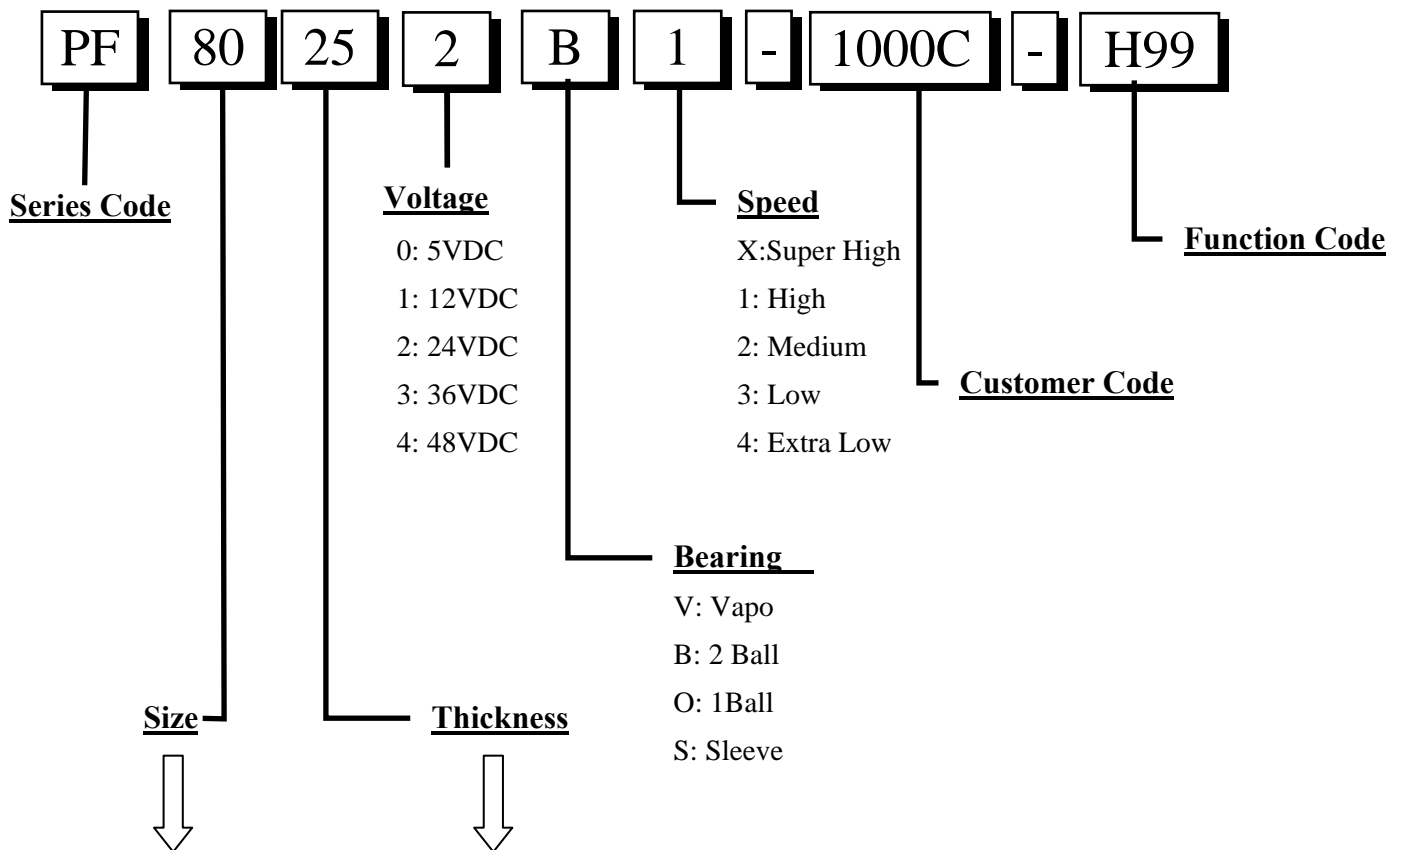 PF 80 25 2 B 1 - 1000C - H99
Series Code
Voltage
0: 5VDC
1: 12VDC
2: 24VDC
3: 36VDC
4: 48VDC
Speed
X:Super High
1: High
2: Medium
3: Low
4: Extra Low
Function Code
Customer Code
Bearing
V: Vapo
B: 2 Ball
O: 1Ball
S: Sleeve
Size
Thickness